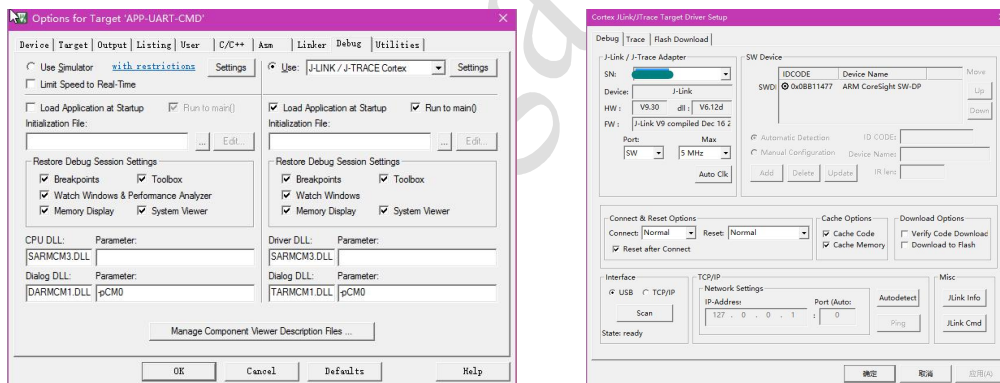 Options for Target 'APP-UART-CMD'
Device Target Output Listing User C/C++ Asm Linker Debug Utilities
Use Simulator with restrictions Settings
Limit Speed to Real-Time
Use: J-LINK / J-TRACE Cortex Settings
Load Application at Startup Run to main()
Initialization File:
... Edit...
Load Application at Startup Run to main()
Initialization File:
... Edit...
Restore Debug Session Settings
Breakpoints Toolbox
Watch Windows & Performance Analyzer
Memory Display System Viewer
Restore Debug Session Settings
Breakpoints Toolbox
Watch Windows
Memory Display System Viewer
CPU DLL: Parameter:
SARMCM3.DLL
Dialog DLL: Parameter:
DARMCM1.DLL -pCM0
Driver DLL: Parameter:
SARMCM3.DLL
Dialog DLL: Parameter:
TARMCM1.DLL -pCM0
Manage Component Viewer Description Files ...
OK Cancel Defaults Help
Cortex JLink/JTrace Target Driver Setup
Debug Trace Flash Download
J-Link / J-Trace Adapter
SN:
Device: J-Link
HW : V9.30 dll : V6.12d
FW : J-Link V9 compiled Dec 16 2
Port: Max
SW 5 MHz
Auto Clk
SW Device
IDCODE Device Name Move
SWD 0x0BB11477 ARM CoreSight SW-DP
Up
Down
Automatic Detection ID CODE:
Manual Configuration Device Name:
Add Delete Update IR len:
Connect & Reset Options
Connect: Normal Reset: Normal
Reset after Connect
Cache Options
Cache Code
Cache Memory
Download Options
Verify Code Download
Download to Flash
Interface
USB TCP/IP
Scan
State: ready
TCP/IP
Network Settings
IP-Address: Port (Auto:
127 . 0 . 0 . 1 : 0
Autodetect
Ping
Misc
JLink Info
JLink Cmd
确定 取消 应用(A)